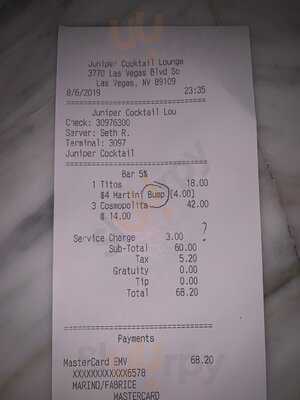 Juniper Cocktail Lounge
3770 Las Vegas Blvd So
Las Vegas, NV 89109
8/6/2019 23:35
Juniper Cocktail Lou
Check: 30976300
Server: Seth R.
Terminal: 3097
Juniper Cocktail
Bar 5%
1 Titos 18.00
$4 Martini Bump [4.00]
3 Cosmopolita 42.00
@ 14.00
?
Service Charge 3.00
Sub-Total 60.00
Tax 5.20
Gratuity 0.00
Tip 0.00
Total 68.20
Payments
MasterCard EMV 68.20
XXXXXXXXXXXX6578
MARINO/FABRICE
MASTERCARD